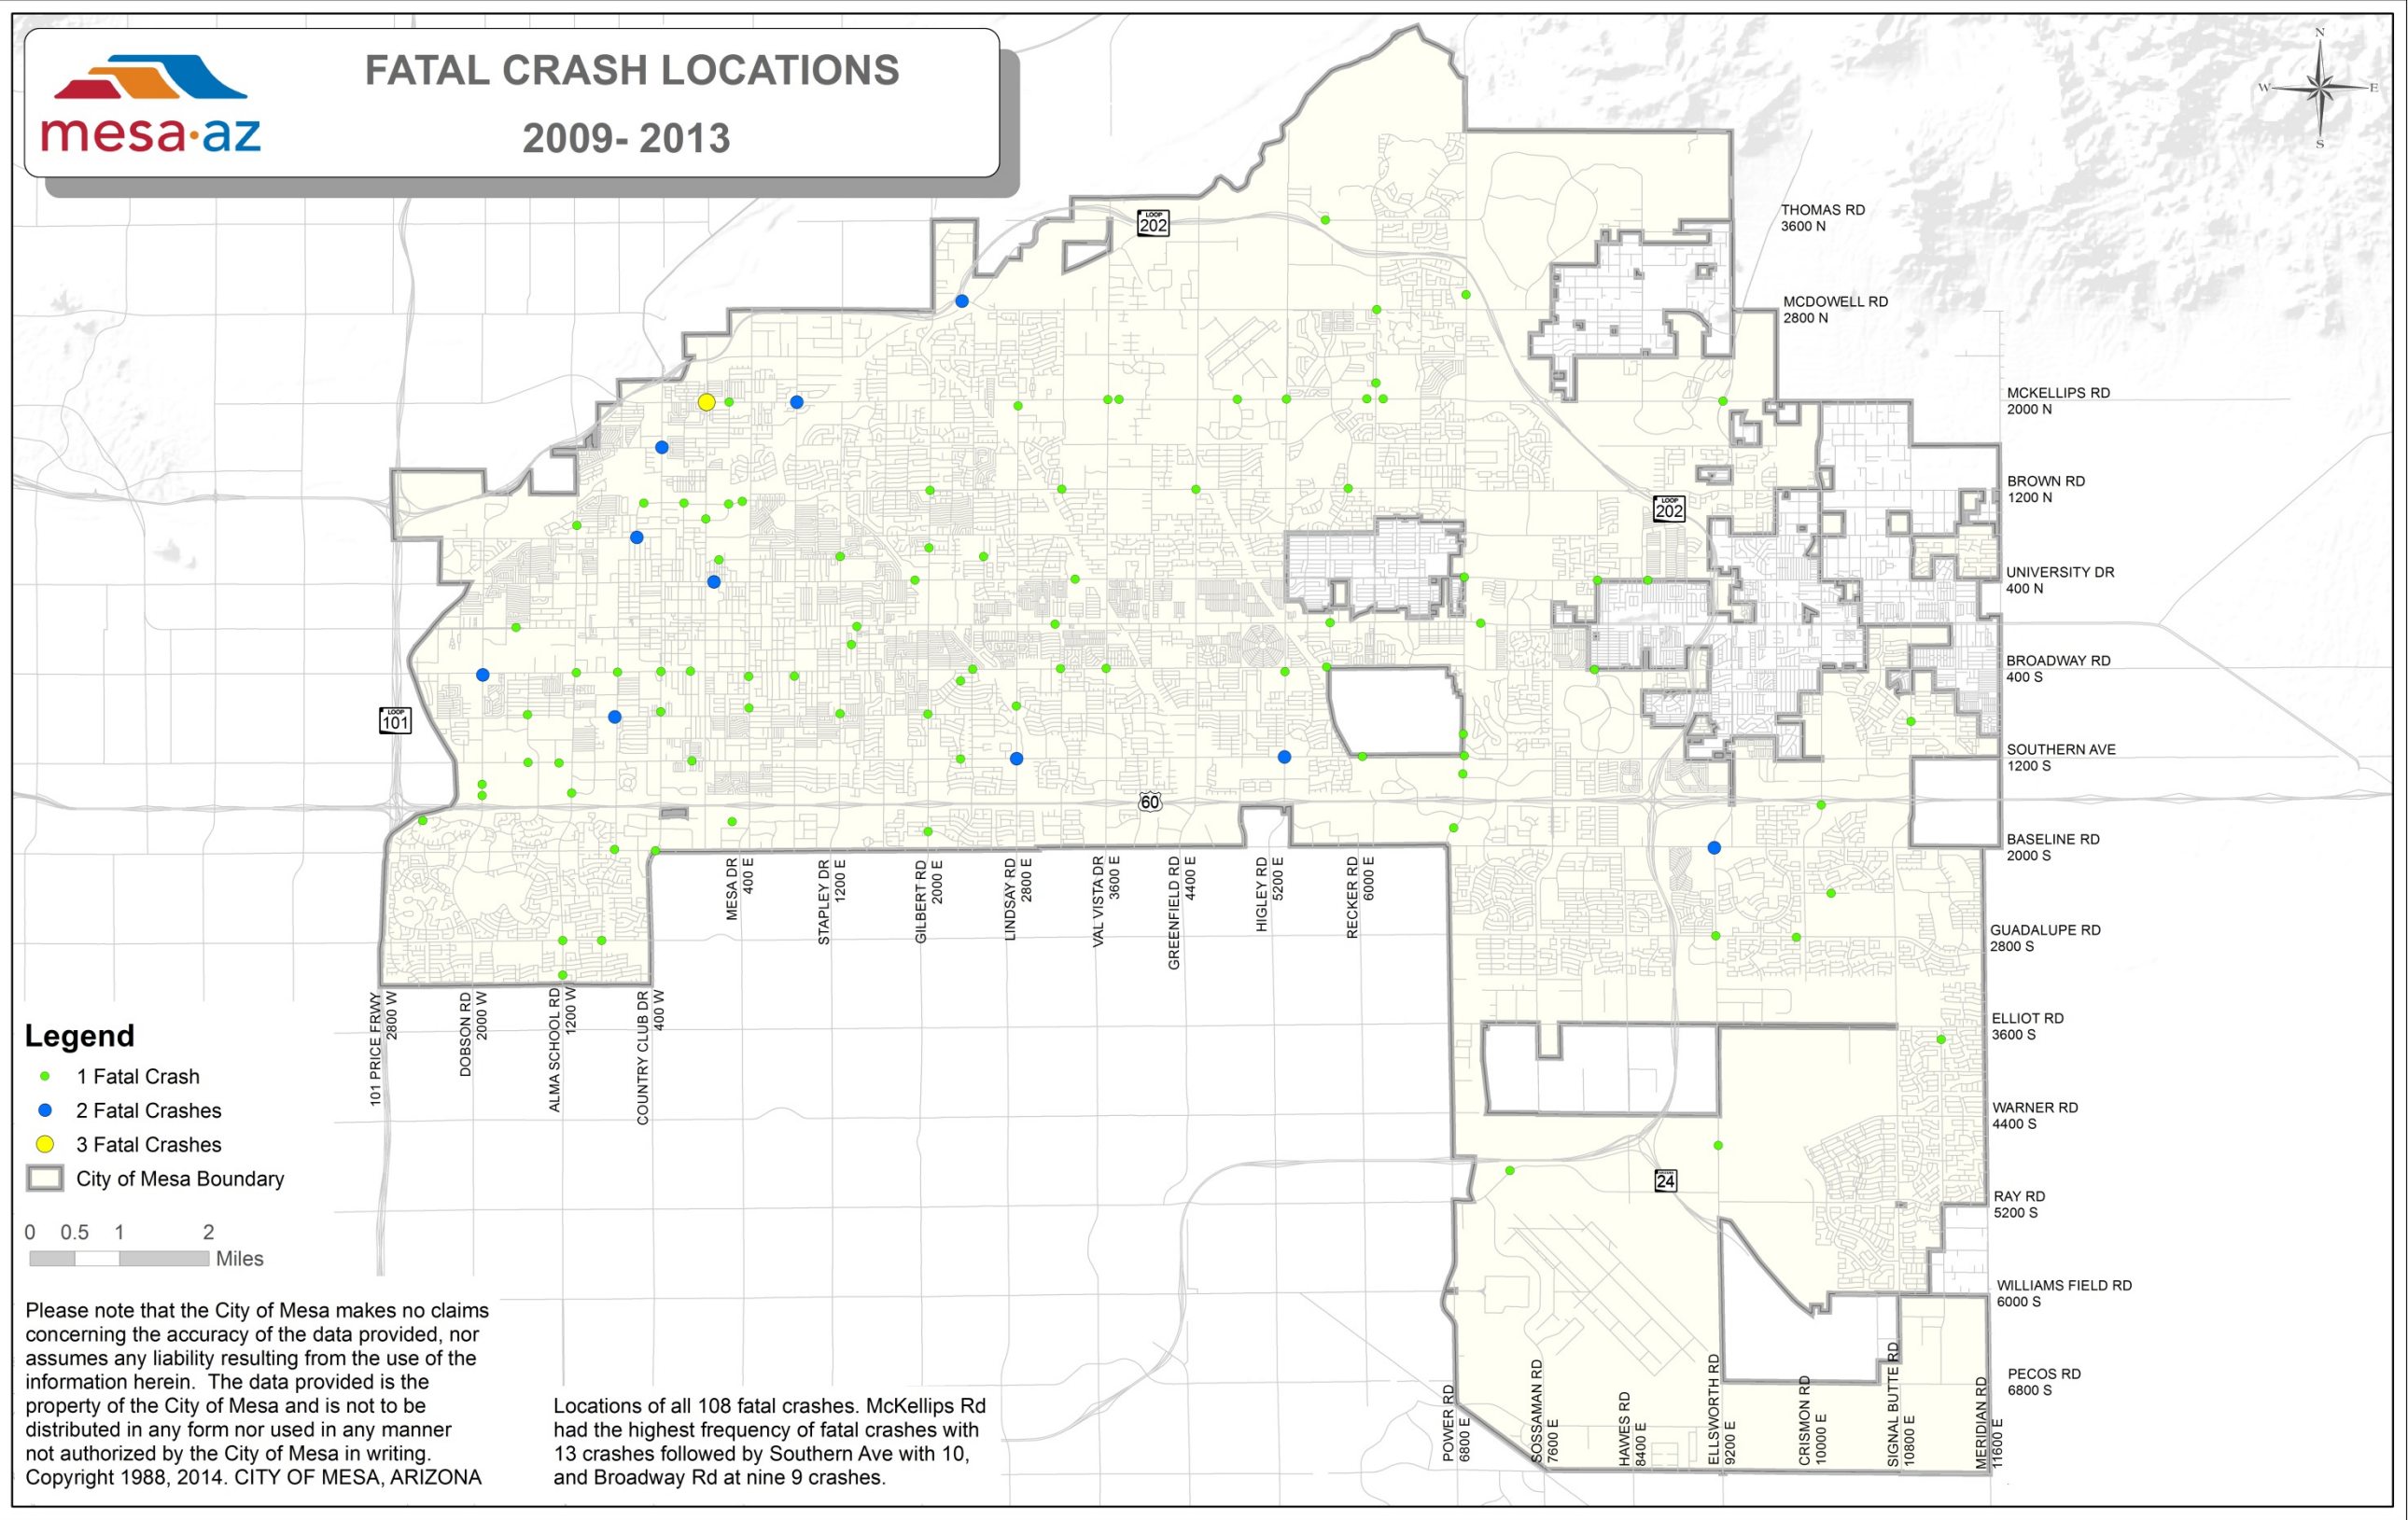 FATAL CRASH LOCATIONS
2009- 2013
mesa·az
N
W
E
S
LOOP
202
THOMAS RD
3600 N
MCDOWELL RD
2800 N
MCKELLIPS RD
2000 N
BROWN RD
1200 N
LOOP
202
UNIVERSITY DR
400 N
BROADWAY RD
400 S
LOOP
101
SOUTHERN AVE
1200 S
60
BASELINE RD
2000 S
MESA DR
400 E
STAPLEY DR
1200 E
GILBERT RD
2000 E
LINDSAY RD
2800 E
VAL VISTA DR
3600 E
GREENFIELD RD
4400 E
HIGLEY RD
5200 E
RECKER RD
6000 E
GUADALUPE RD
2800 S
101 PRICE FRWY
2800 W
DOBSON RD
2000 W
ALMA SCHOOL RD
1200 W
COUNTRY CLUB DR
400 W
ELLIOT RD
3600 S
WARNER RD
4400 S
24
RAY RD
5200 S
WILLIAMS FIELD RD
6000 S
PECOS RD
6800 S
POWER RD
6800 E
SOSSAMAN RD
7600 E
HAWES RD
8400 E
ELLSWORTH RD
9200 E
CRISMON RD
10000 E
SIGNAL BUTTE RD
10800 E
MERIDIAN RD
11600 E
Legend
1 Fatal Crash
2 Fatal Crashes
3 Fatal Crashes
City of Mesa Boundary
0 0.5 1 2
Miles
Please note that the City of Mesa makes no claims
concerning the accuracy of the data provided, nor
assumes any liability resulting from the use of the
information herein. The data provided is the
property of the City of Mesa and is not to be
distributed in any form nor used in any manner
not authorized by the City of Mesa in writing.
Copyright 1988, 2014. CITY OF MESA, ARIZONA
Locations of all 108 fatal crashes. McKellips Rd
had the highest frequency of fatal crashes with
13 crashes followed by Southern Ave with 10,
and Broadway Rd at nine 9 crashes.